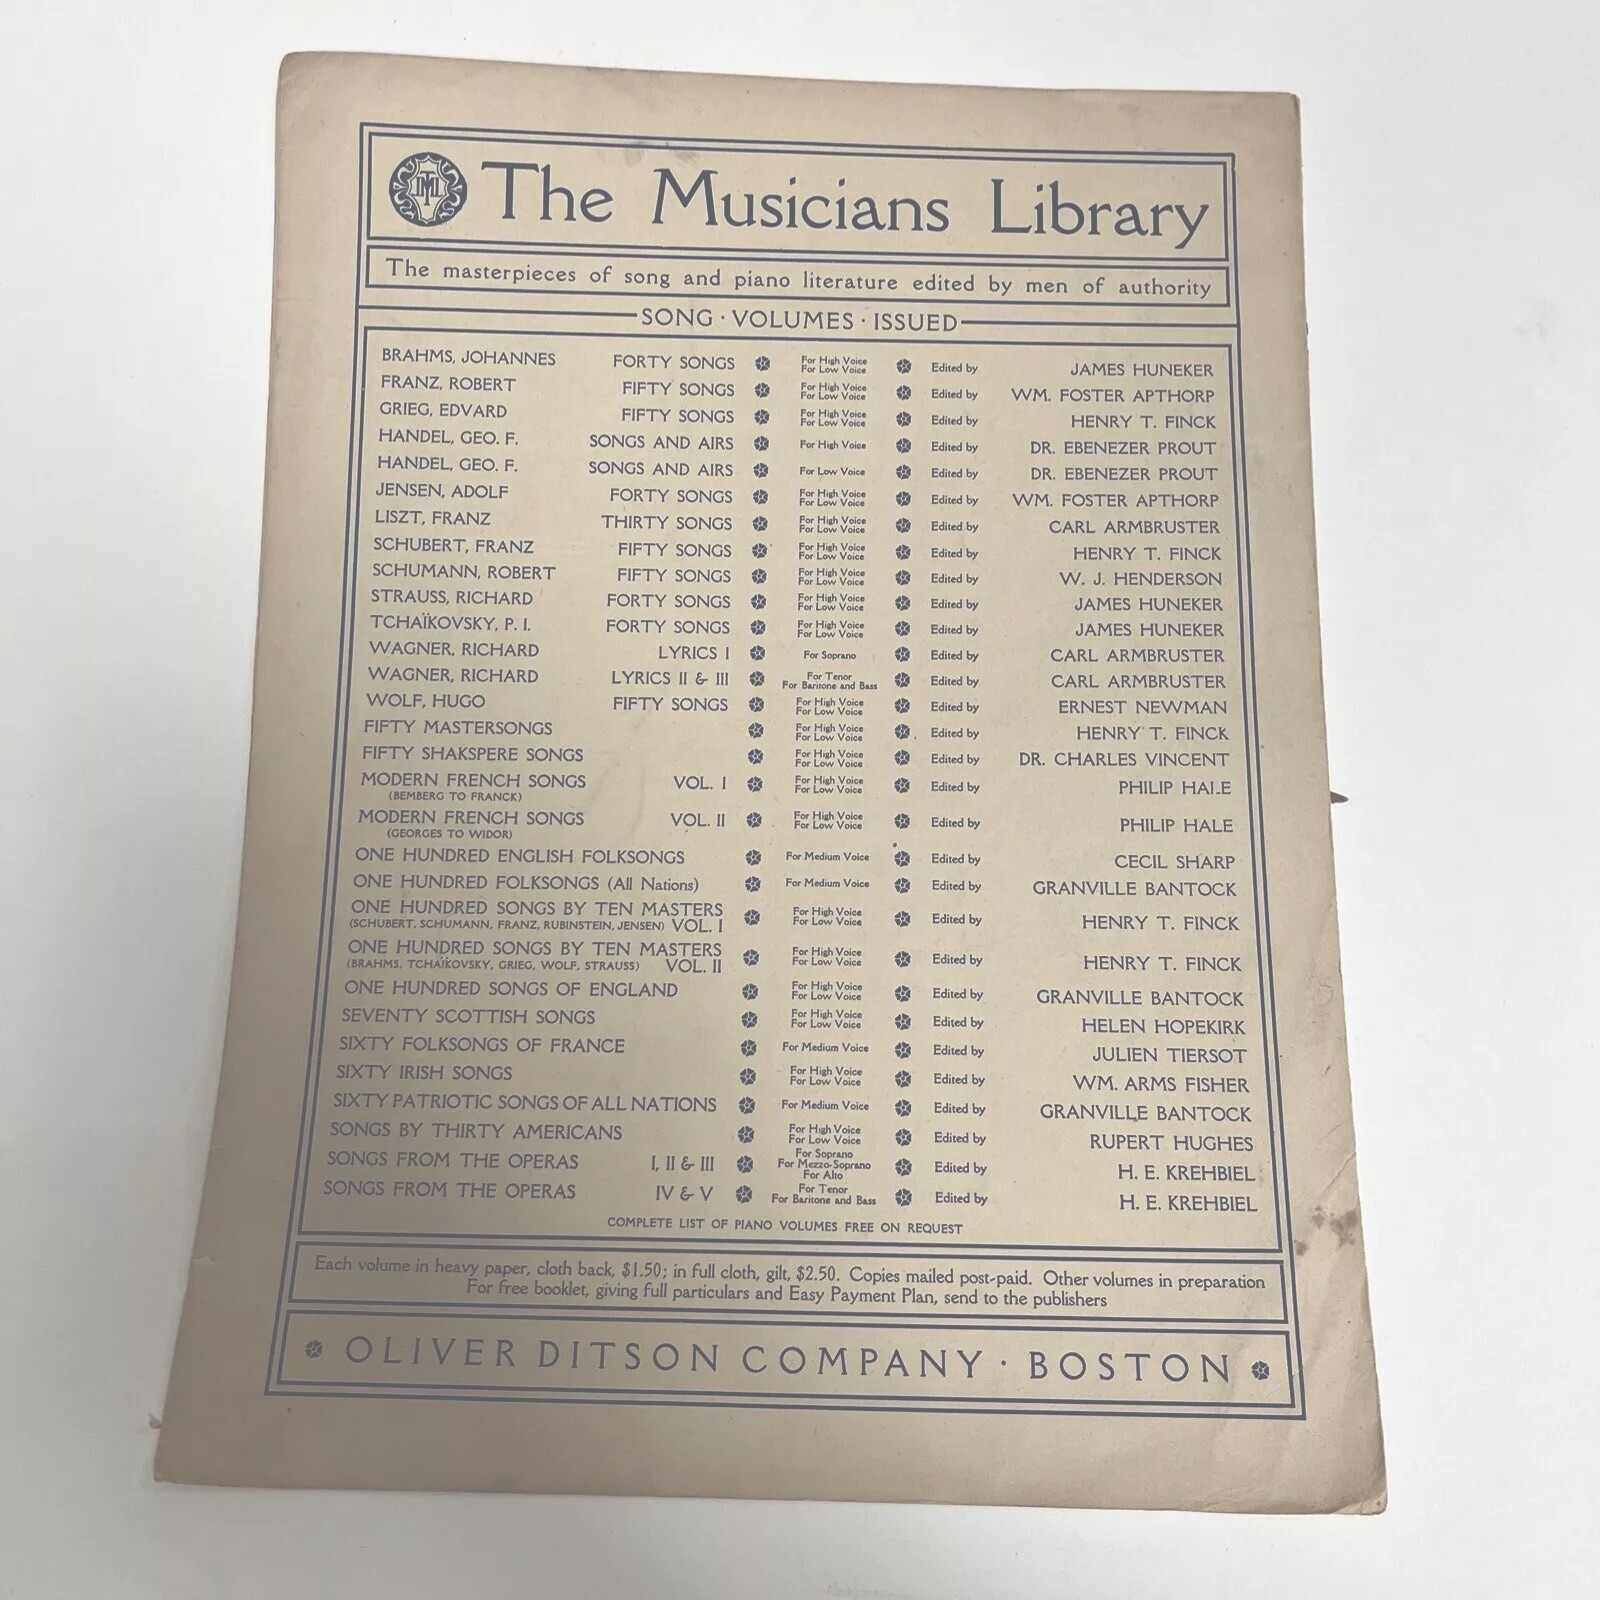 The Musicians Library
The masterpieces of song and piano literature edited by men of authority
SONG · VOLUMES · ISSUED
BRAHMS, JOHANNES FORTY SONGS For High Voice For Low Voice Edited by JAMES HUNEKER
FRANZ, ROBERT FIFTY SONGS For High Voice For Low Voice Edited by WM. FOSTER APTHORP
GRIEG, EDVARD FIFTY SONGS For High Voice For Low Voice Edited by HENRY T. FINCK
HANDEL, GEO. F. SONGS AND AIRS For High Voice Edited by DR. EBENEZER PROUT
HANDEL, GEO. F. SONGS AND AIRS For Low Voice Edited by DR. EBENEZER PROUT
JENSEN, ADOLF FORTY SONGS For High Voice For Low Voice Edited by WM. FOSTER APTHORP
LISZT, FRANZ THIRTY SONGS For High Voice For Low Voice Edited by CARL ARMBRUSTER
SCHUBERT, FRANZ FIFTY SONGS For High Voice For Low Voice Edited by HENRY T. FINCK
SCHUMANN, ROBERT FIFTY SONGS For High Voice For Low Voice Edited by W. J. HENDERSON
STRAUSS, RICHARD FORTY SONGS For High Voice For Low Voice Edited by JAMES HUNEKER
TCHAÏKOVSKY, P. I. FORTY SONGS For High Voice For Low Voice Edited by JAMES HUNEKER
WAGNER, RICHARD LYRICS I For Soprano Edited by CARL ARMBRUSTER
WAGNER, RICHARD LYRICS II & III For Tenor For Baritone and Bass Edited by CARL ARMBRUSTER
WOLF, HUGO FIFTY SONGS For High Voice For Low Voice Edited by ERNEST NEWMAN
FIFTY MASTERSONGS For High Voice For Low Voice Edited by HENRY T. FINCK
FIFTY SHAKSPERE SONGS For High Voice For Low Voice Edited by DR. CHARLES VINCENT
MODERN FRENCH SONGS VOL. I For High Voice For Low Voice Edited by PHILIP HALE
(BEMBERG TO FRANCK)
MODERN FRENCH SONGS VOL. II For High Voice For Low Voice Edited by PHILIP HALE
(GEORGES TO WIDOR)
ONE HUNDRED ENGLISH FOLKSONGS For Medium Voice Edited by CECIL SHARP
ONE HUNDRED FOLKSONGS (All Nations) For Medium Voice Edited by GRANVILLE BANTOCK
ONE HUNDRED SONGS BY TEN MASTERS For High Voice For Low Voice Edited by HENRY T. FINCK
(SCHUBERT, SCHUMANN, FRANZ, RUBINSTEIN, JENSEN) VOL. I
ONE HUNDRED SONGS BY TEN MASTERS For High Voice For Low Voice Edited by HENRY T. FINCK
(BRAHMS, TCHAÏKOVSKY, GRIEG, WOLF, STRAUSS) VOL. II
ONE HUNDRED SONGS OF ENGLAND For High Voice For Low Voice Edited by GRANVILLE BANTOCK
SEVENTY SCOTTISH SONGS For High Voice For Low Voice Edited by HELEN HOPEKIRK
SIXTY FOLKSONGS OF FRANCE For Medium Voice Edited by JULIEN TIERSOT
SIXTY IRISH SONGS For High Voice For Low Voice Edited by WM. ARMS FISHER
SIXTY PATRIOTIC SONGS OF ALL NATIONS For Medium Voice Edited by GRANVILLE BANTOCK
SONGS BY THIRTY AMERICANS For High Voice For Low Voice Edited by RUPERT HUGHES
SONGS FROM THE OPERAS I, II & III For Soprano For Mezzo-Soprano For Alto Edited by H. E. KREHBIEL
SONGS FROM THE OPERAS IV & V For Tenor For Baritone and Bass Edited by H. E. KREHBIEL
COMPLETE LIST OF PIANO VOLUMES FREE ON REQUEST
Each volume in heavy paper, cloth back, $1.50; in full cloth, gilt, $2.50. Copies mailed post-paid. Other volumes in preparation
For free booklet, giving full particulars and Easy Payment Plan, send to the publishers
OLIVER DITSON COMPANY · BOSTON